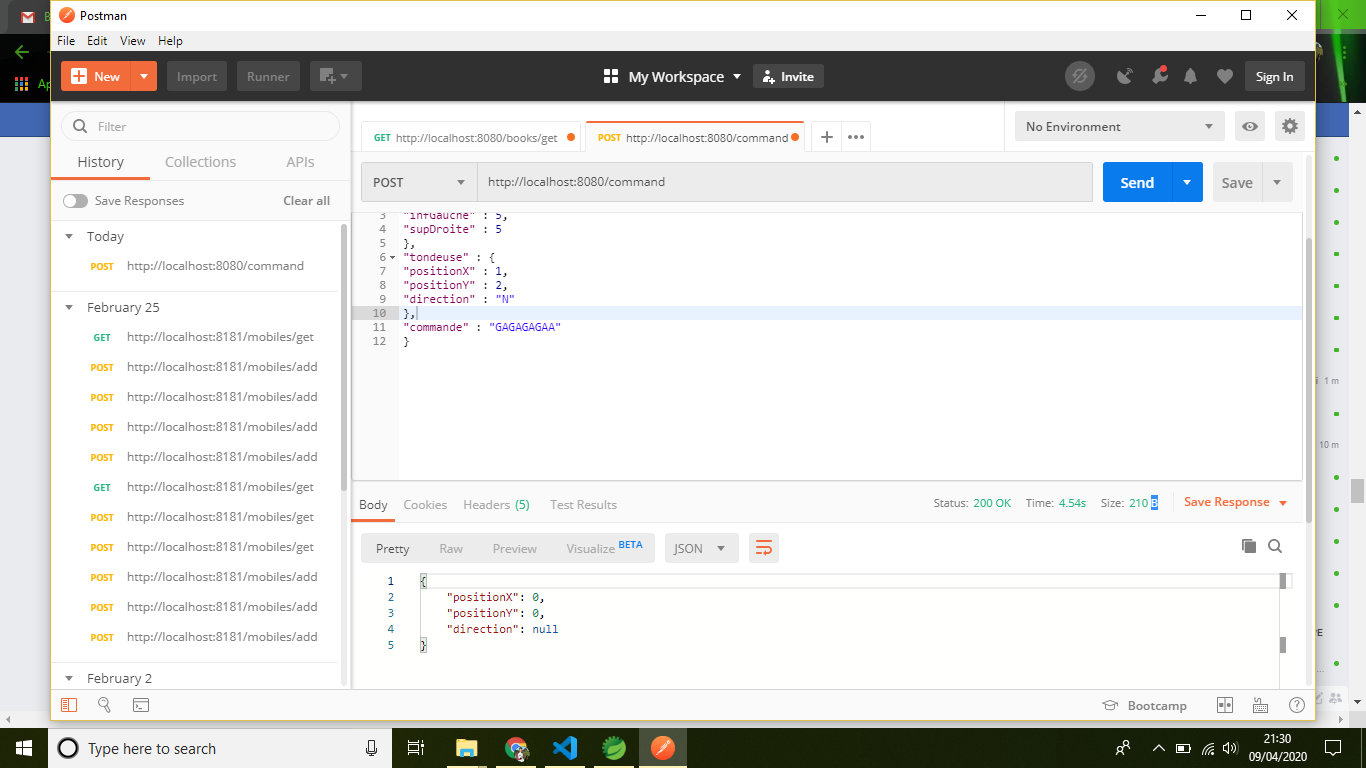 Postman
File Edit View Help
New Import Runner My Workspace Invite Sign In
Filter
History Collections APIs
Save Responses Clear all
Today
POST http://localhost:8080/command
February 25
GET http://localhost:8181/mobiles/get
POST http://localhost:8181/mobiles/add
POST http://localhost:8181/mobiles/add
POST http://localhost:8181/mobiles/add
POST http://localhost:8181/mobiles/add
GET http://localhost:8181/mobiles/get
POST http://localhost:8181/mobiles/get
POST http://localhost:8181/mobiles/get
POST http://localhost:8181/mobiles/add
POST http://localhost:8181/mobiles/add
POST http://localhost:8181/mobiles/add
February 2
GET http://localhost:8080/books/get POST http://localhost:8080/command
No Environment
POST http://localhost:8080/command Send Save
3 "infGauche" : 5,
4 "supDroite" : 5
5 },
6 "tondeuse" : {
7 "positionX" : 1,
8 "positionY" : 2,
9 "direction" : "N"
10 },
11 "commande" : "GAGAGAGAA"
12 }
Body Cookies Headers (5) Test Results Status: 200 OK Time: 4.54s Size: 210 B Save Response
Pretty Raw Preview Visualize BETA JSON
1 {
2 "positionX": 0,
3 "positionY": 0,
4 "direction": null
5 }
1 m
10 m
Bootcamp
Type here to search
21:30
09/04/2020